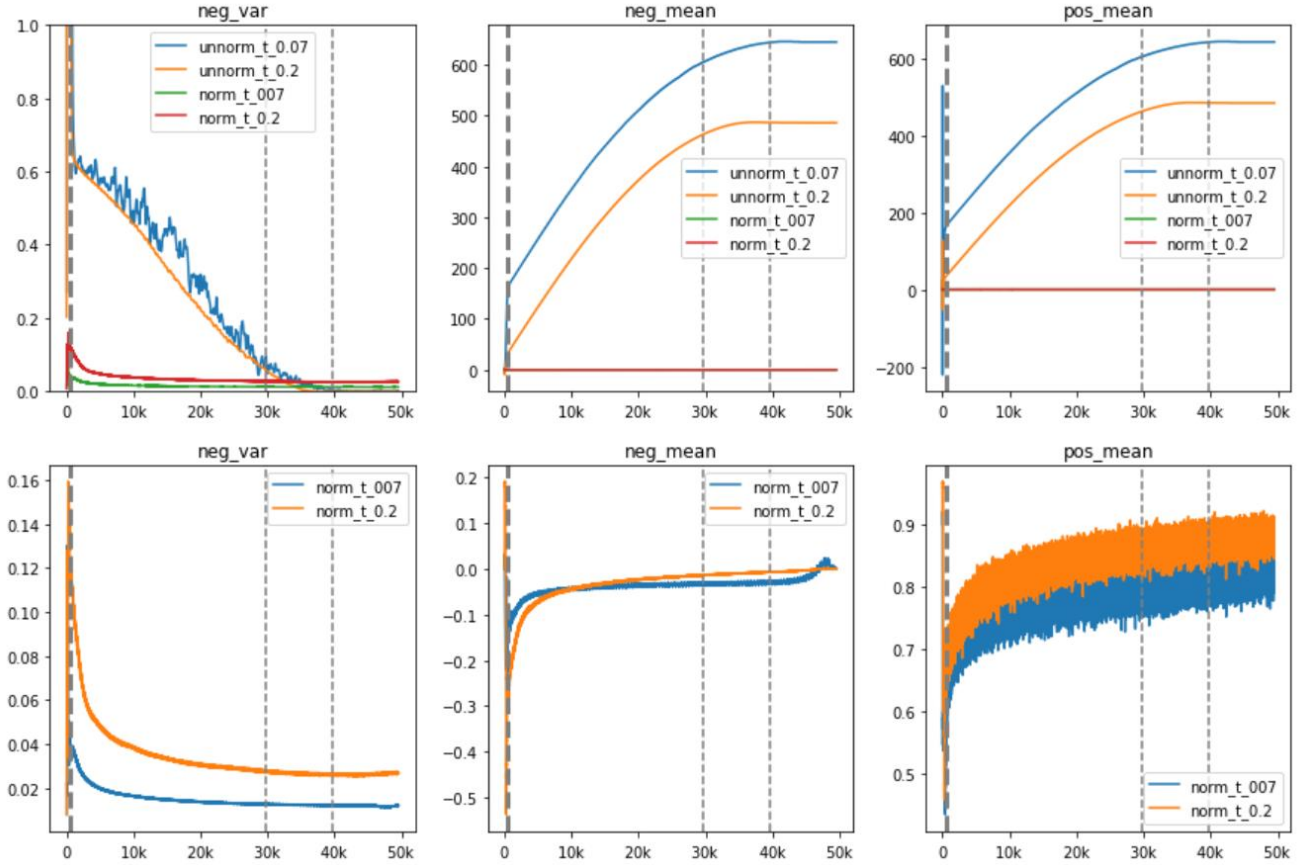 neg_var
1.0
0.8
0.6
0.4
0.2
0.0
unnorm_t_0.07
unnorm_t_0.2
norm_t_007
norm_t_0.2
0 10k 20k 30k 40k 50k
neg_mean
600
500
400
300
200
100
0
unnorm_t_0.07
unnorm_t_0.2
norm_t_007
norm_t_0.2
0 10k 20k 30k 40k 50k
pos_mean
600
400
200
0
−200
unnorm_t_0.07
unnorm_t_0.2
norm_t_007
norm_t_0.2
0 10k 20k 30k 40k 50k
neg_var
0.16
0.14
0.12
0.10
0.08
0.06
0.04
0.02
norm_t_007
norm_t_0.2
0 10k 20k 30k 40k 50k
neg_mean
0.2
0.1
0.0
−0.1
−0.2
−0.3
−0.4
−0.5
norm_t_007
norm_t_0.2
0 10k 20k 30k 40k 50k
pos_mean
0.9
0.8
0.7
0.6
0.5
norm_t_007
norm_t_0.2
0 10k 20k 30k 40k 50k